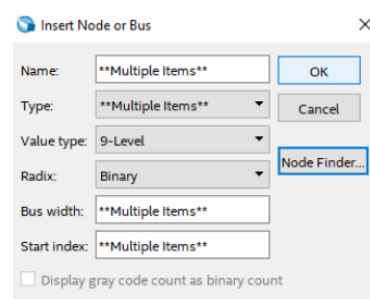 Insert Node or Bus
Name: **Multiple Items** OK
Type: **Multiple Items** Cancel
Value type: 9-Level
Node Finder...
Radix: Binary
Bus width: **Multiple Items**
Start index: **Multiple Items**
Display gray code count as binary count